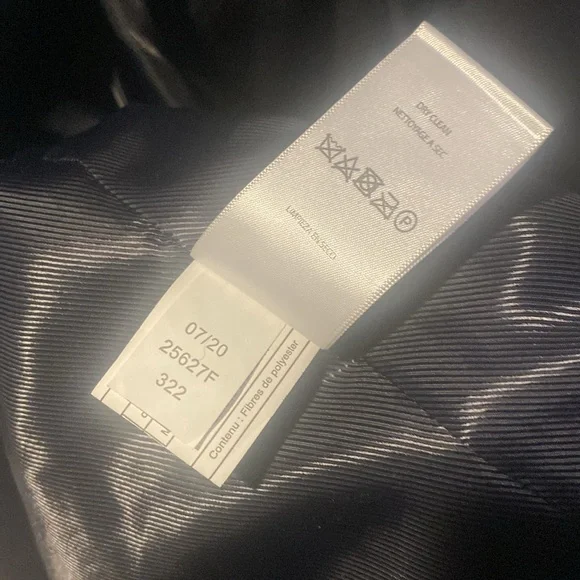 DRY CLEAN
NETTOYAGE A SEC
P
LIMPIEZA EN SECO
07/20
25627F
322
Contenu : Fibres de polyester